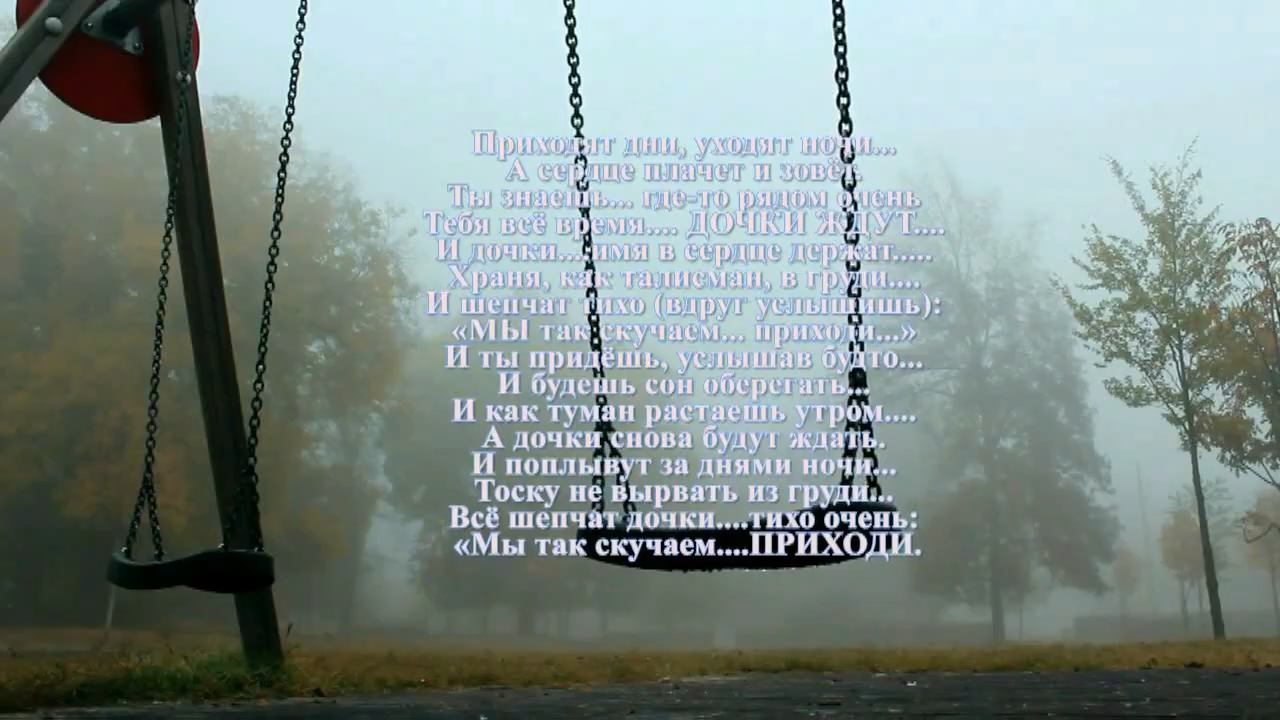 Приходят дни, уходят ночи...
А сердце плачет и зовёт.
Ты знаешь... где-то рядом очень
Тебя всё время.... ДОЧКИ ЖДУТ....
И дочки....имя в сердце держат.....
Храня, как талисман, в груди....
И шепчат тихо (вдруг услышишь):
«МЫ так скучаем... приходи...»
И ты придёшь, услышав будто...
И будешь сон оберегать...
И как туман растаешь утром....
А дочки снова будут ждать.
И поплывут за днями ночи...
Тоску не вырвать из груди...
Всё шепчат дочки....тихо очень:
«Мы так скучаем....ПРИХОДИ.